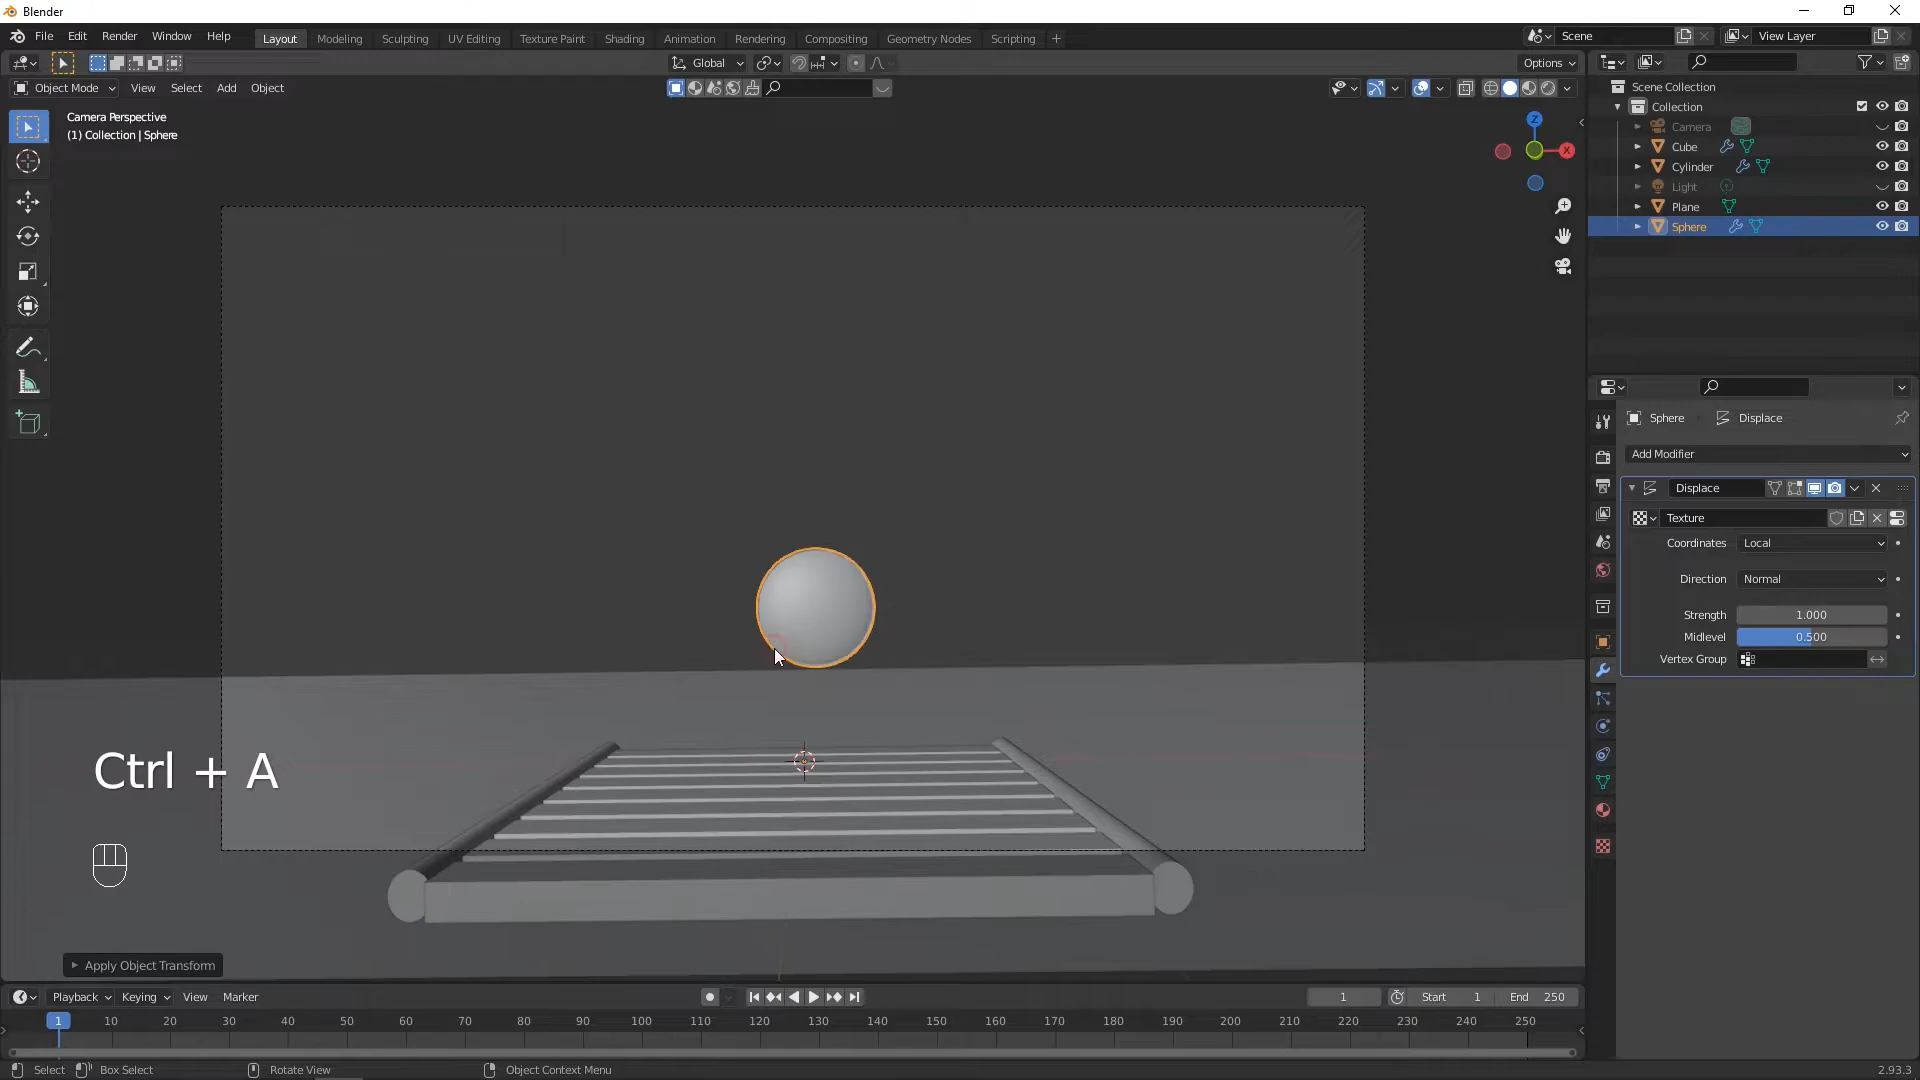 Blender
File Edit Render Window Help
Layout Modeling Sculpting UV Editing Texture Paint Shading Animation Rendering Compositing Geometry Nodes Scripting +
Scene
View Layer
Global
Options
Object Mode View Select Add Object
Camera Perspective
(1) Collection | Sphere
Z
X
Scene Collection
Collection
Camera
Cube
Cylinder
Light
Plane
Sphere
Sphere Displace
Add Modifier
Displace
Texture
Coordinates Local
Direction Normal
Strength 1.000
Midlevel 0.500
Vertex Group
Ctrl + A
Apply Object Transform
Playback Keying View Marker
1 Start 1 End 250
1 10 20 30 40 50 60 70 80 90 100 110 120 130 140 150 160 170 180 190 200 210 220 230 240 250
Select Box Select Rotate View Object Context Menu 2.93.3